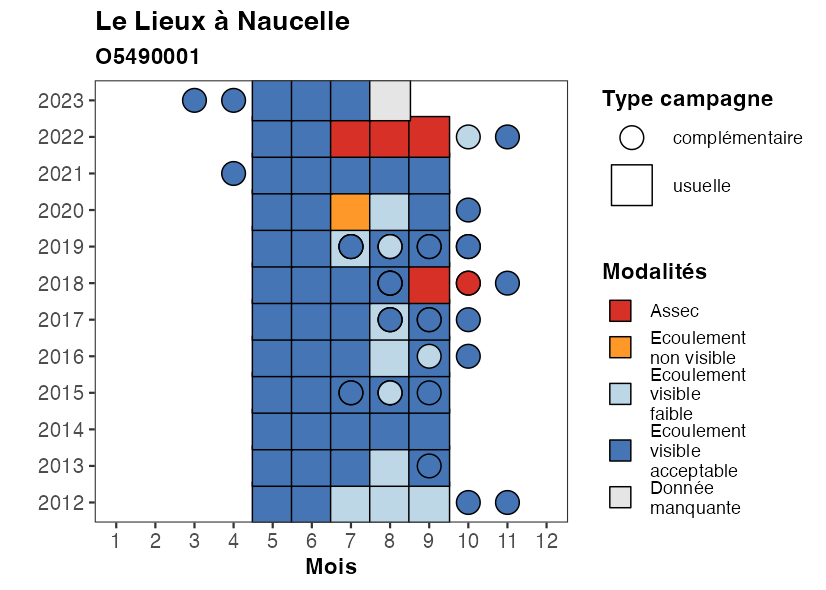 Le Lieux à Naucelle
O5490001
2023
2022
2021
2020
2019
2018
2017
2016
2015
2014
2013
2012
1 2 3 4 5 6 7 8 9 10 11 12
Mois
Type campagne
complémentaire
usuelle
Modalités
Assec
Ecoulement
non visible
Ecoulement
visible
faible
Ecoulement
visible
acceptable
Donnée
manquante